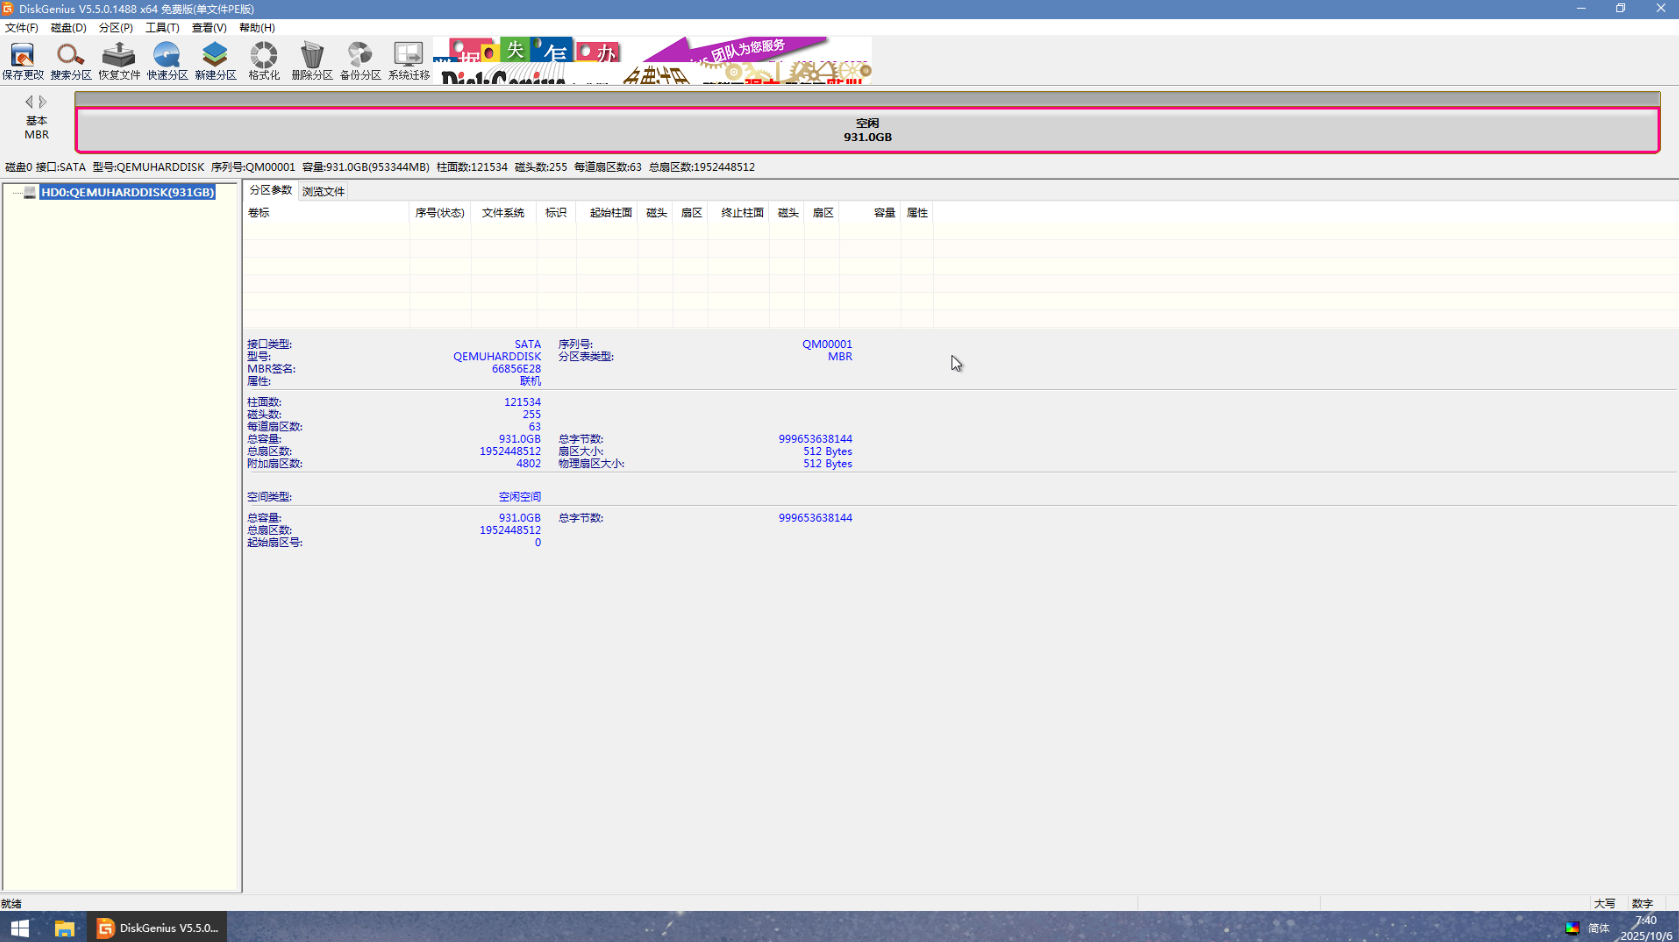 DiskGenius V5.5.0.1488 x64 免费版(单文件PE版)
文件(F) 磁盘(D) 分区(P) 工具(T) 查看(V) 帮助(H)
保存更改 搜索分区 恢复文件 快速分区 新建分区 格式化 删除分区 备份分区 系统迁移
失 乍 办
团队为您服务
DiskGenius
基本
MBR
空闲
931.0GB
磁盘0 接口:SATA 型号:QEMUHARDDISK 序列号:QM00001 容量:931.0GB(953344MB) 柱面数:121534 磁头数:255 每道扇区数:63 总扇区数:1952448512
HD0:QEMUHARDDISK(931GB)
分区参数 浏览文件
卷标 序号(状态) 文件系统 标识 起始柱面 磁头 扇区 终止柱面 磁头 扇区 容量 属性
接口类型: SATA 序列号: QM00001
型号: QEMUHARDDISK 分区表类型: MBR
MBR签名: 66856E28
属性: 联机
柱面数: 121534
磁头数: 255
每道扇区数: 63
总容量: 931.0GB 总字节数: 999653638144
总扇区数: 1952448512 扇区大小: 512 Bytes
附加扇区数: 4802 物理扇区大小: 512 Bytes
空间类型: 空闲空间
总容量: 931.0GB 总字节数: 999653638144
总扇区数: 1952448512
起始扇区号: 0
就绪 大写 数字
DiskGenius V5.5.0... 简体 7:40
2025/10/6